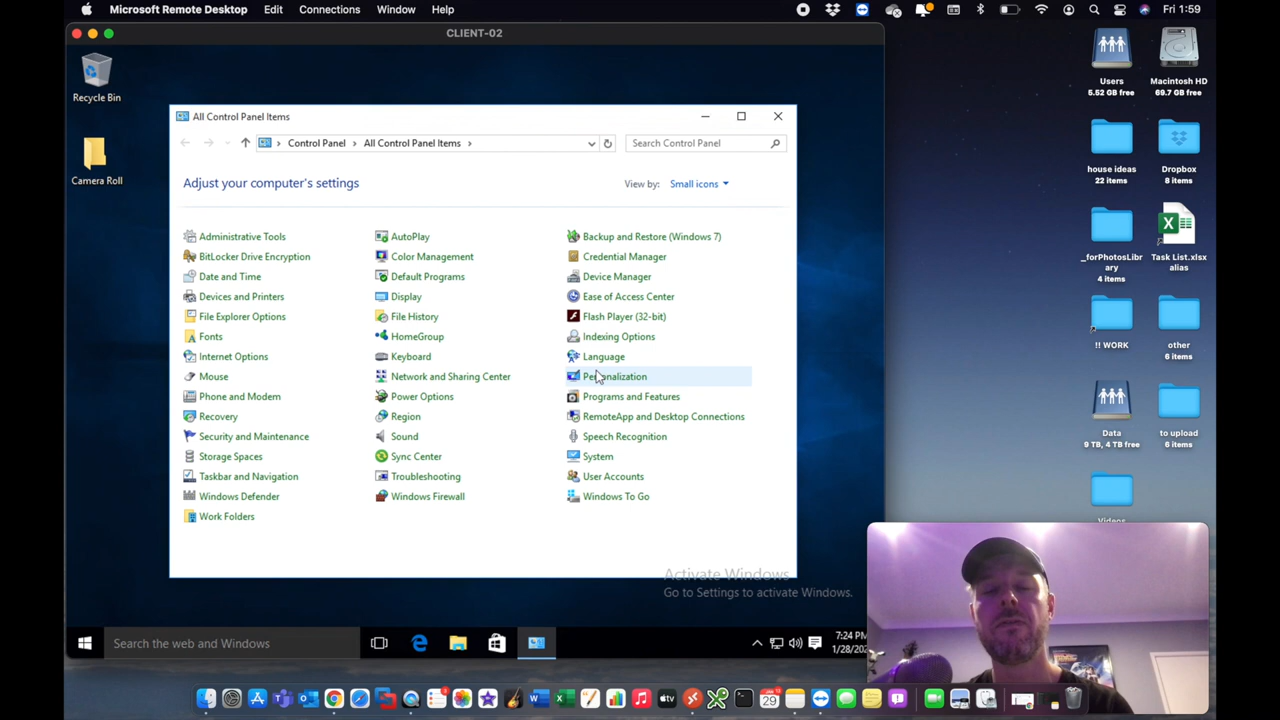 Microsoft Remote Desktop Edit Connections Window Help
Fri 1:59
CLIENT-02
Recycle Bin
Camera Roll
All Control Panel Items
Control Panel > All Control Panel Items >
Search Control Panel
Adjust your computer's settings
View by: Small icons
Administrative Tools
AutoPlay
Backup and Restore (Windows 7)
BitLocker Drive Encryption
Color Management
Credential Manager
Date and Time
Default Programs
Device Manager
Devices and Printers
Display
Ease of Access Center
File Explorer Options
File History
Flash Player (32-bit)
Fonts
HomeGroup
Indexing Options
Internet Options
Keyboard
Language
Mouse
Network and Sharing Center
Personalization
Phone and Modem
Power Options
Programs and Features
Recovery
Region
RemoteApp and Desktop Connections
Security and Maintenance
Sound
Speech Recognition
Storage Spaces
Sync Center
System
Taskbar and Navigation
Troubleshooting
User Accounts
Windows Defender
Windows Firewall
Windows To Go
Work Folders
Activate Windows
Go to Settings to activate Windows.
Search the web and Windows
7:24 PM
1/28/202
Users
5.52 GB free
Macintosh HD
69.7 GB free
house ideas
22 items
Dropbox
8 items
_forPhotosLibr
ary
4 items
Task List.xlsx
alias
!! WORK
other
6 items
Data
9 TB, 4 TB free
to upload
6 items
Videos